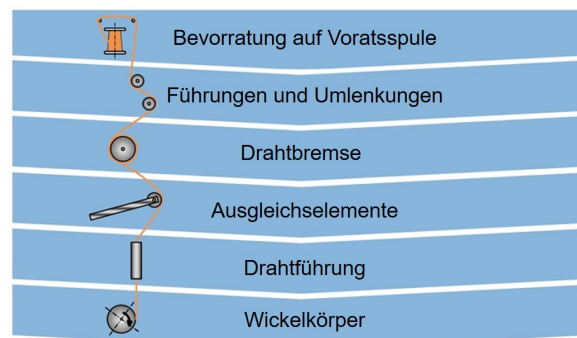 Bevorratung auf Voratsspule
Führungen und Umlenkungen
Drahtbremse
Ausgleichselemente
Drahtführung
Wickelkörper